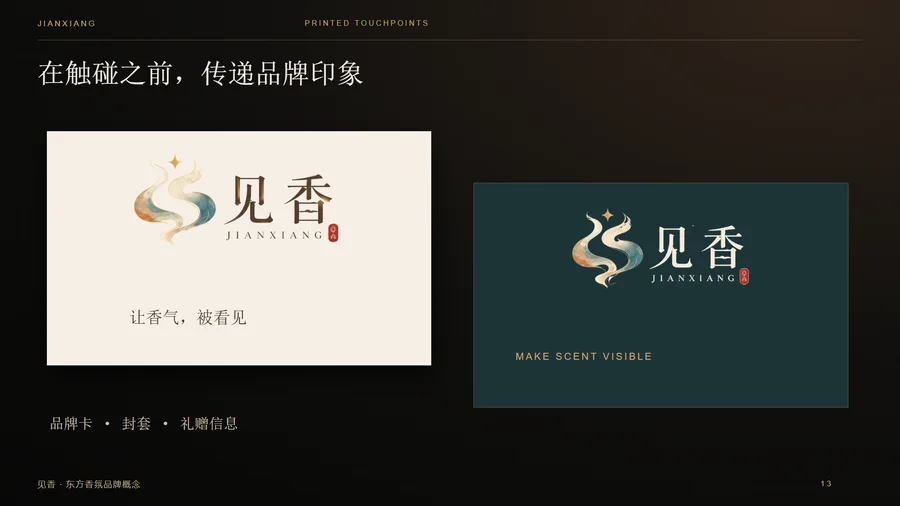 JIANXIANG
PRINTED TOUCHPOINTS
在触碰之前，传递品牌印象
见香
JIANXIANG
让香气，被看见
见香
JIANXIANG
MAKE SCENT VISIBLE
品牌卡 • 封套 • 礼赠信息
见香 · 东方香氛品牌概念
13